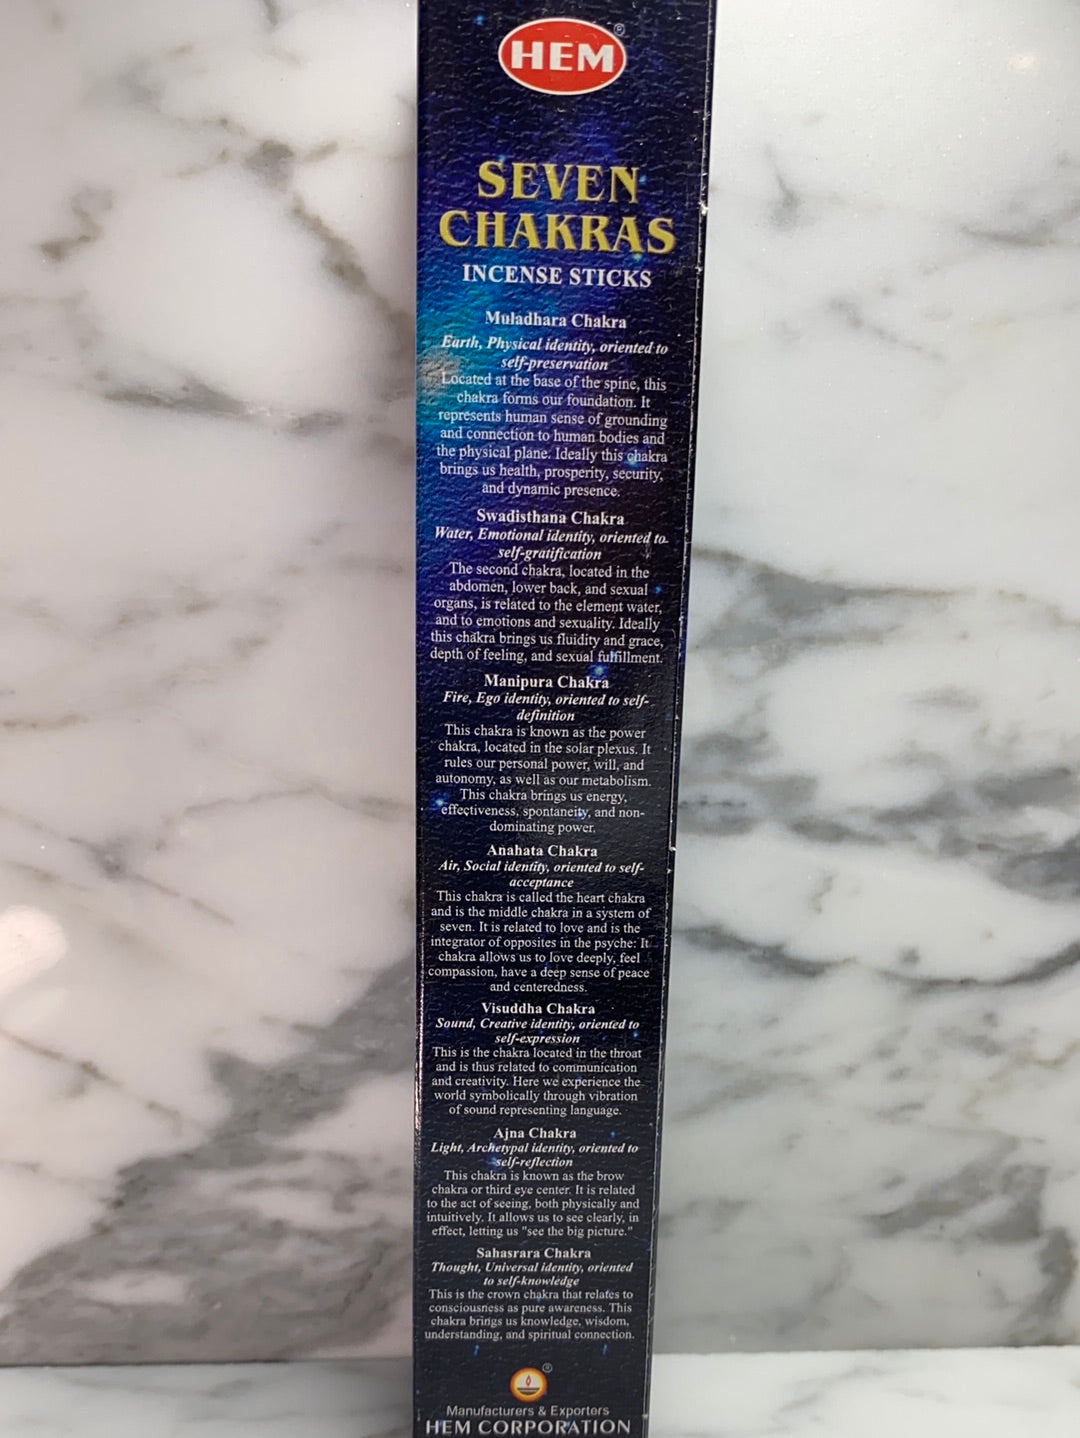 HEM
®
SEVEN
CHAKRAS
INCENSE STICKS
Muladhara Chakra
Earth, Physical identity, oriented to
self-preservation
Located at the base of the spine, this
chakra forms our foundation. It
represents human sense of grounding
and connection to human bodies and
the physical plane. Ideally this chakra
brings us health, prosperity, security,
and dynamic presence.
Swadisthana Chakra
Water, Emotional identity, oriented to
self-gratification
The second chakra, located in the
abdomen, lower back, and sexual
organs, is related to the element water,
and to emotions and sexuality. Ideally
this chakra brings us fluidity and grace,
depth of feeling, and sexual fulfillment.
Manipura Chakra
Fire, Ego identity, oriented to self-
definition
This chakra is known as the power
chakra, located in the solar plexus. It
rules our personal power, will, and
autonomy, as well as our metabolism.
This chakra brings us energy,
effectiveness, spontaneity, and non-
dominating power.
Anahata Chakra
Air, Social identity, oriented to self-
acceptance
This chakra is called the heart chakra
and is the middle chakra in a system of
seven. It is related to love and is the
integrator of opposites in the psyche: It
chakra allows us to love deeply, feel
compassion, have a deep sense of peace
and centeredness.
Visuddha Chakra
Sound, Creative identity, oriented to
self-expression
This is the chakra located in the throat
and is thus related to communication
and creativity. Here we experience the
world symbolically through vibration
of sound representing language.
Ajna Chakra
Light, Archetypal identity, oriented to
self-reflection
This chakra is known as the brow
chakra or third eye center. It is related
to the act of seeing, both physically and
intuitively. It allows us to see clearly, in
effect, letting us "see the big picture."
Sahasrara Chakra
Thought, Universal identity, oriented
to self-knowledge
This is the crown chakra that relates to
consciousness as pure awareness. This
chakra brings us knowledge, wisdom,
understanding, and spiritual connection.
®
Manufacturers & Exporters
HEM CORPORATION